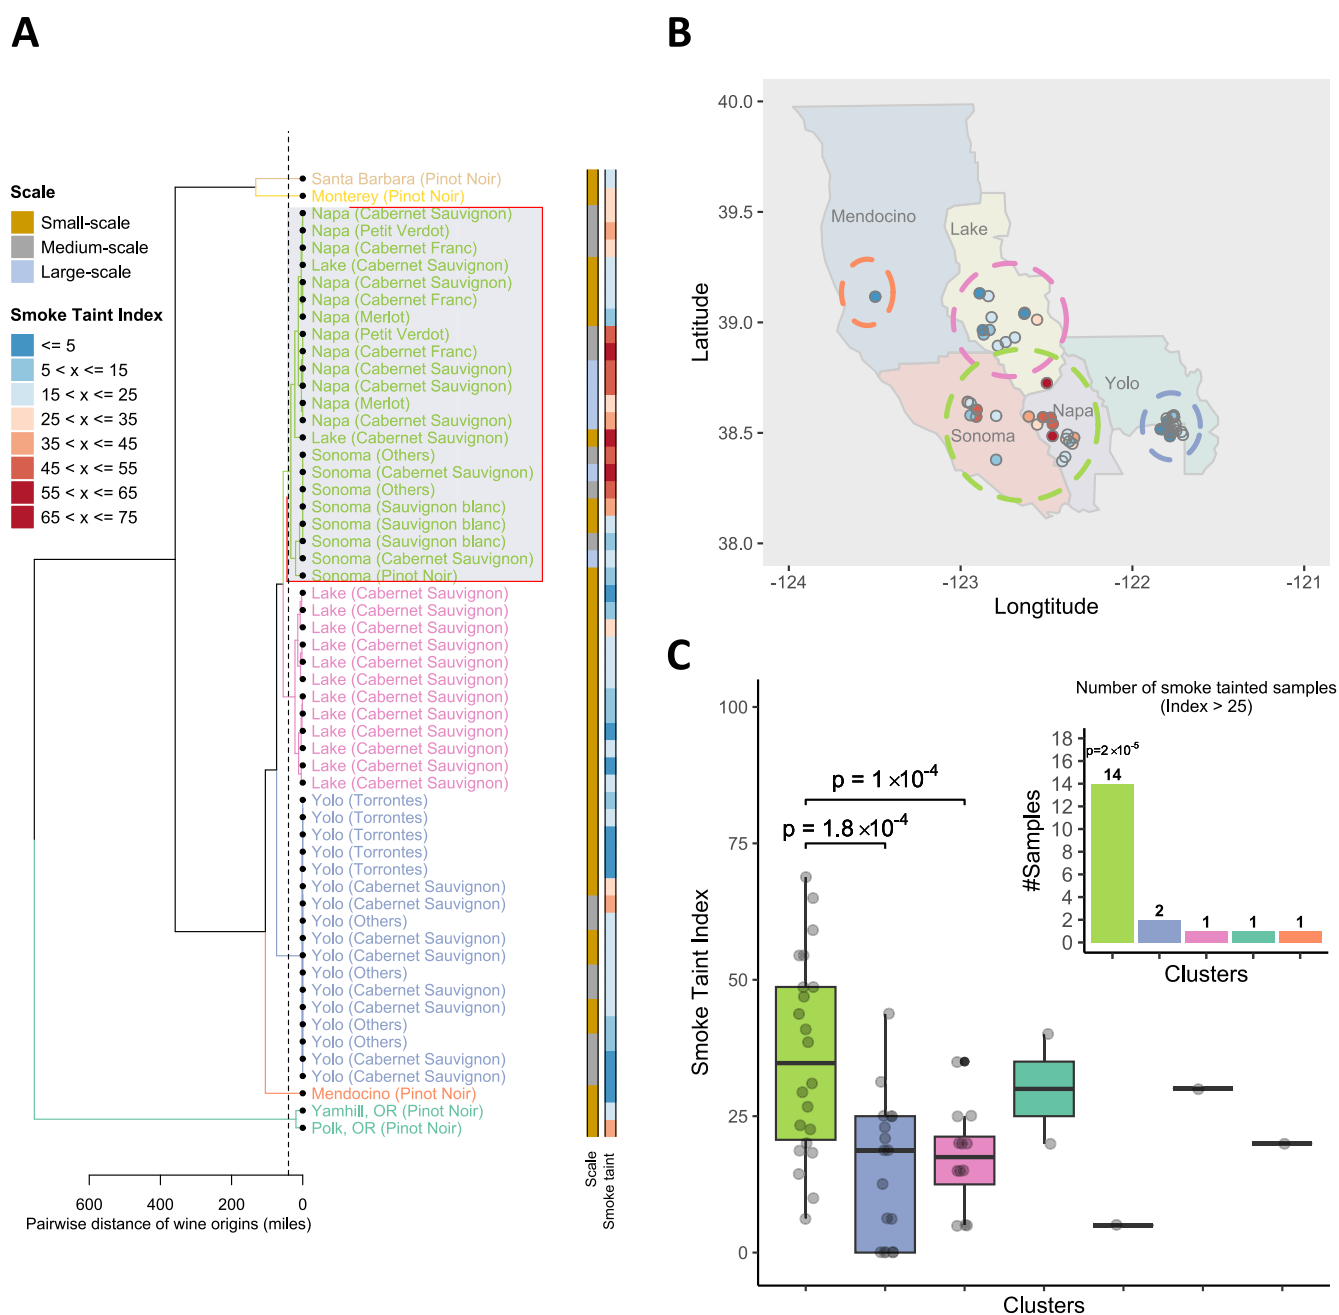 A
Scale
Small-scale
Medium-scale
Large-scale
Smoke Taint Index
<= 5
5 < x <= 15
15 < x <= 25
25 < x <= 35
35 < x <= 45
45 < x <= 55
55 < x <= 65
65 < x <= 75
Santa Barbara (Pinot Noir)
Monterey (Pinot Noir)
Napa (Cabernet Sauvignon)
Napa (Petit Verdot)
Napa (Cabernet Franc)
Lake (Cabernet Sauvignon)
Napa (Cabernet Sauvignon)
Napa (Cabernet Franc)
Napa (Merlot)
Napa (Petit Verdot)
Napa (Cabernet Franc)
Napa (Cabernet Sauvignon)
Napa (Cabernet Sauvignon)
Napa (Merlot)
Napa (Cabernet Sauvignon)
Lake (Cabernet Sauvignon)
Sonoma (Others)
Sonoma (Cabernet Sauvignon)
Sonoma (Others)
Sonoma (Sauvignon blanc)
Sonoma (Sauvignon blanc)
Sonoma (Sauvignon blanc)
Sonoma (Cabernet Sauvignon)
Sonoma (Pinot Noir)
Lake (Cabernet Sauvignon)
Lake (Cabernet Sauvignon)
Lake (Cabernet Sauvignon)
Lake (Cabernet Sauvignon)
Lake (Cabernet Sauvignon)
Lake (Cabernet Sauvignon)
Lake (Cabernet Sauvignon)
Lake (Cabernet Sauvignon)
Lake (Cabernet Sauvignon)
Lake (Cabernet Sauvignon)
Lake (Cabernet Sauvignon)
Lake (Cabernet Sauvignon)
Yolo (Torrontes)
Yolo (Torrontes)
Yolo (Torrontes)
Yolo (Torrontes)
Yolo (Torrontes)
Yolo (Cabernet Sauvignon)
Yolo (Cabernet Sauvignon)
Yolo (Others)
Yolo (Cabernet Sauvignon)
Yolo (Cabernet Sauvignon)
Yolo (Others)
Yolo (Cabernet Sauvignon)
Yolo (Cabernet Sauvignon)
Yolo (Others)
Yolo (Others)
Yolo (Cabernet Sauvignon)
Yolo (Cabernet Sauvignon)
Mendocino (Pinot Noir)
Yamhill, OR (Pinot Noir)
Polk, OR (Pinot Noir)
Scale
Smoke taint
600 400 200 0
Pairwise distance of wine origins (miles)
B
40.0
39.5
39.0
38.5
38.0
Latitude
Mendocino
Lake
Yolo
Napa
Sonoma
-124 -123 -122 -121
Longtitude
C
100
75
50
25
0
Smoke Taint Index
p = 1 ×10⁻⁴
p = 1.8 ×10⁻⁴
Clusters
Number of smoke tainted samples
(Index > 25)
18
16
14
12
10
8
6
4
2
0
#Samples
p=2 ×10⁻⁵
14
2
1
1
1
Clusters